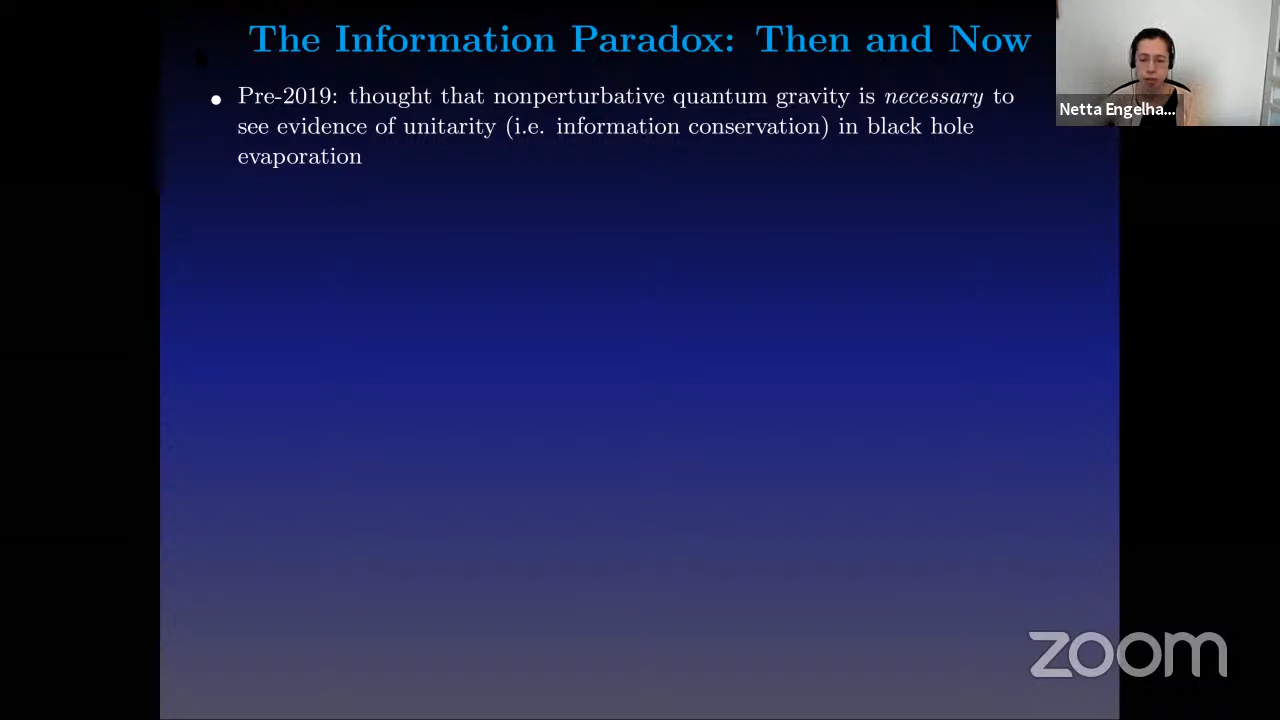 The Information Paradox: Then and Now
• Pre-2019: thought that nonperturbative quantum gravity is necessary to
see evidence of unitarity (i.e. information conservation) in black hole
evaporation
Netta Engelha...
zoom